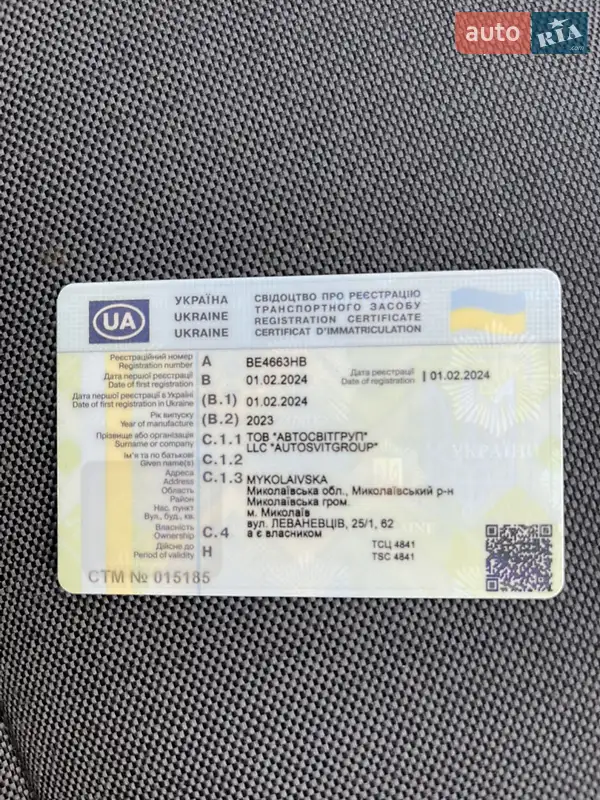 auto RIA.com
УКРАЇНА СВІДОЦТВО ПРО РЕЄСТРАЦІЮ
UKRAINE ТРАНСПОРТНОГО ЗАСОБУ
UKRAINE REGISTRATION CERTIFICATE
CERTIFICAT D'IMMATRICULATION
UA
Реєстраційний номер
Registration number A BE4663HB
Дата першої реєстрації
Date of first registration B 01.02.2024
Дата реєстрації
Date of registration I 01.02.2024
Дата першої реєстрації в Україні
Date of first registration in Ukraine (B.1) 01.02.2024
Рік випуску
Year of manufacture (B.2) 2023
Прізвище або організація
Surname or company C.1.1 ТОВ "АВТОСВІТГРУП"
LLC "AUTOSVITGROUP"
Ім'я та по батькові
Given name(s) C.1.2
Адреса
Address C.1.3 MYKOLAIVSKA
Область Миколаївська обл., Миколаївський р-н
Район Миколаївська гром.
Нас. пункт м. Миколаїв
Вул., буд., кв. вул. ЛЕВАНЕВЦІВ, 25/1, 62
Власність
Ownership C.4 а є власником
Дійсне до
Period of validity H
ТСЦ 4841
TSC 4841
СТМ № 015185
УКРАЇНА